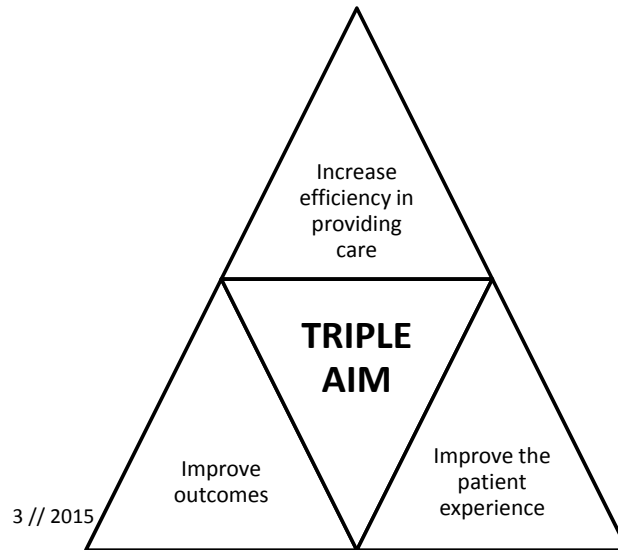 Increase
efficiency in
providing
care
TRIPLE
AIM
Improve
outcomes
Improve the
patient
experience
3 // 2015